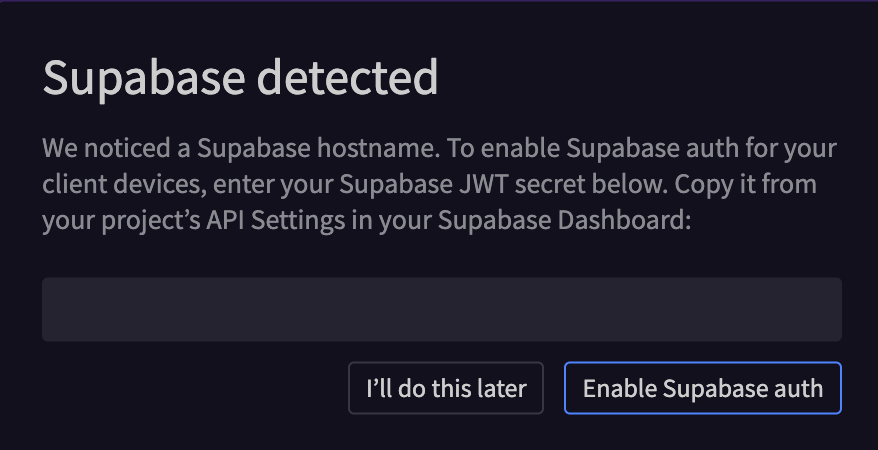 Supabase detected
We noticed a Supabase hostname. To enable Supabase auth for your
client devices, enter your Supabase JWT secret below. Copy it from
your project’s API Settings in your Supabase Dashboard:
I’ll do this later
Enable Supabase auth